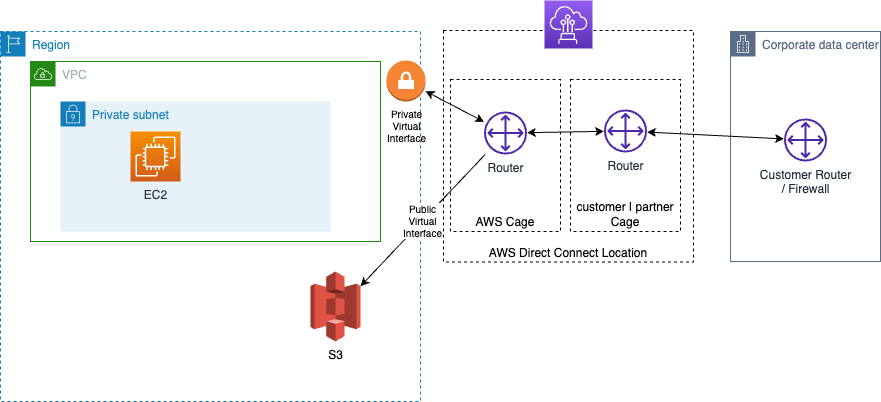 Region
VPC
Private subnet
EC2
Private
Virtual
Interface
Public
Virtual
Interface
S3
Router
AWS Cage
Router
customer | partner
Cage
AWS Direct Connect Location
Corporate data center
Customer Router
/ Firewall